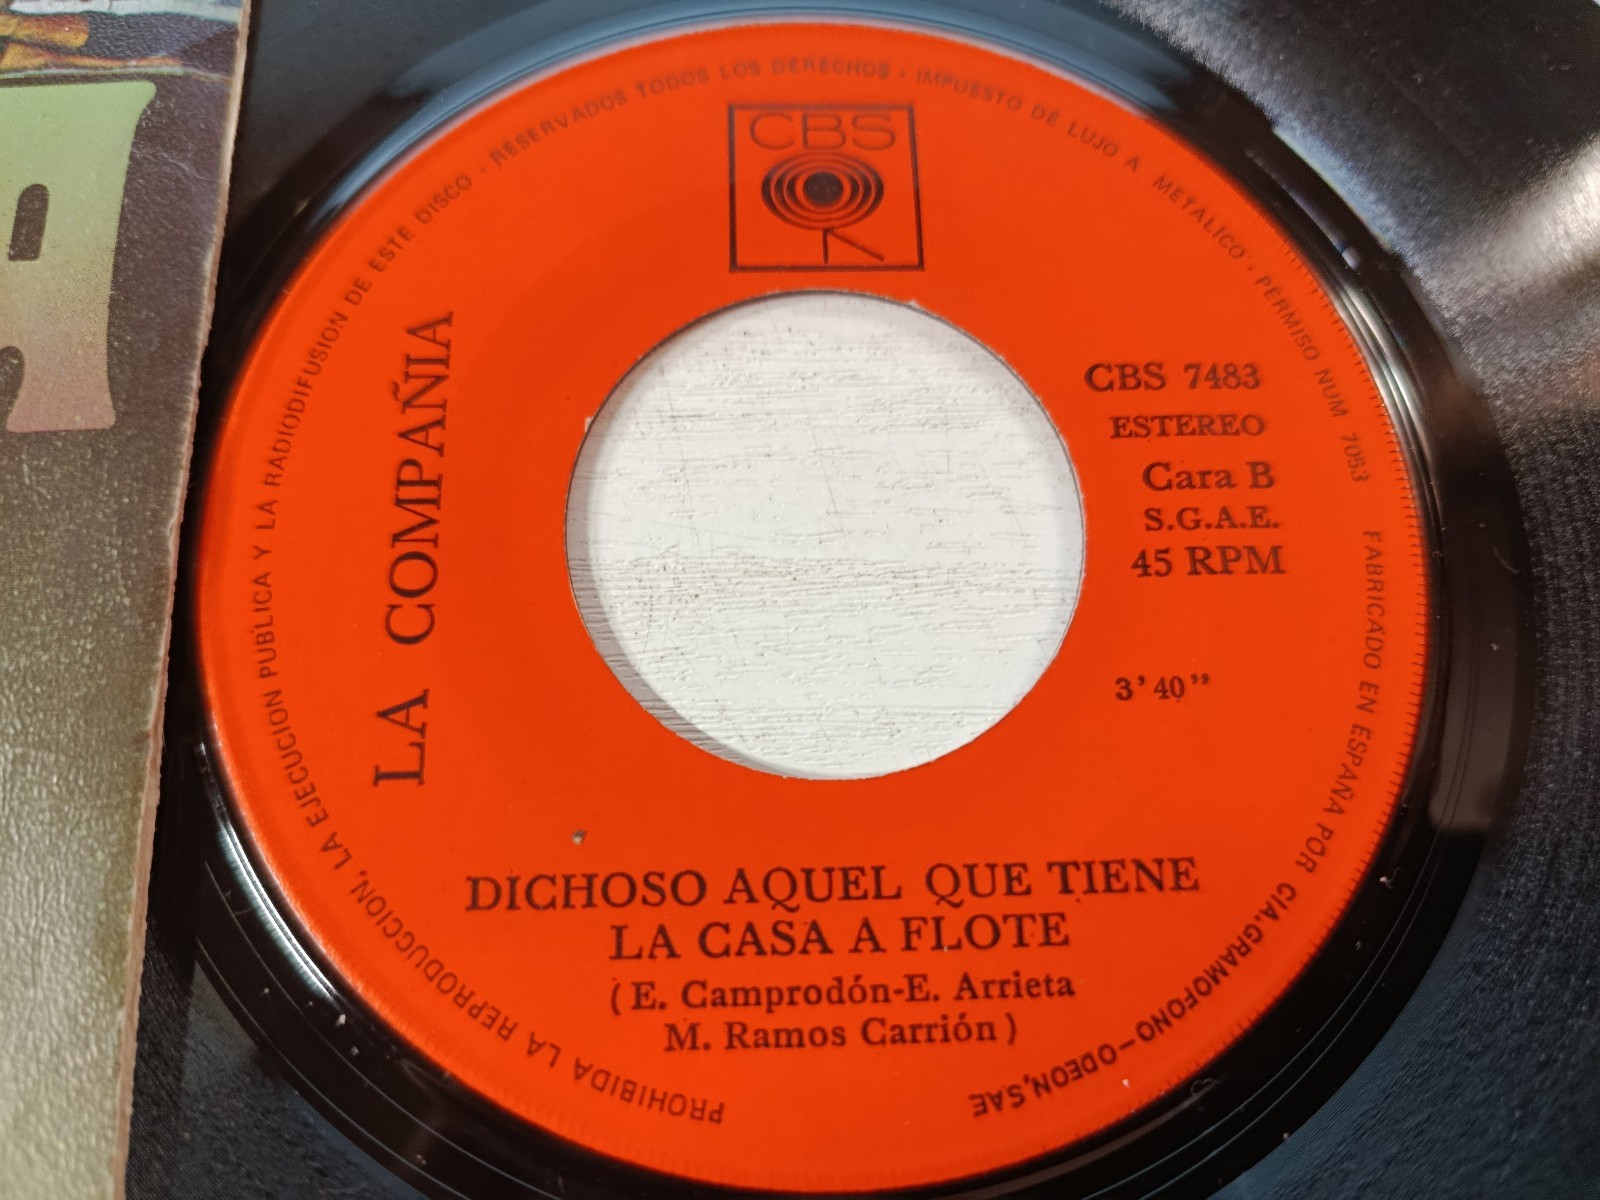 CBS
LA COMPAÑIA
CBS 7483
ESTEREO
Cara B
S.G.A.E.
45 RPM
3' 40"
DICHOSO AQUEL QUE TIENE
LA CASA A FLOTE
(E. Camprodón-E. Arrieta
M. Ramos Carrión)
PROHIBIDA LA REPRODUCCION, LA EJECUCION PUBLICA Y LA RADIODIFUSION DE ESTE DISCO · RESERVADOS TODOS LOS DERECHOS · IMPUESTO DE LUJO A METALICO · PERMISO NUM 7053
FABRICADO EN ESPAÑA POR CIA.GRAMOFONO-ODEON,SAE